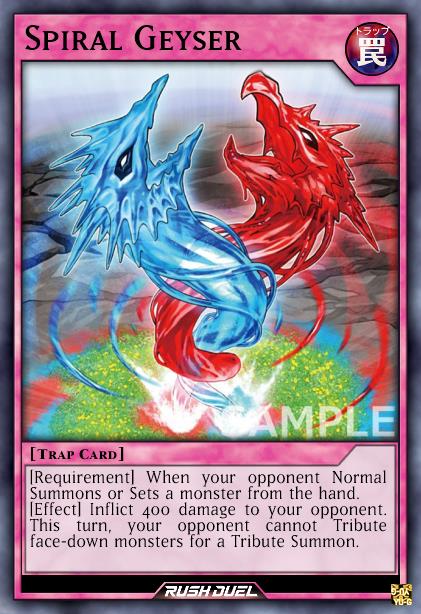 Spiral Geyser
トラップ
罠
SAMPLE
[Trap Card]
[Requirement] When your opponent Normal
Summons or Sets a monster from the hand.
[Effect] Inflict 400 damage to your opponent.
This turn, your opponent cannot Tribute
face-down monsters for a Tribute Summon.
RUSH DUEL